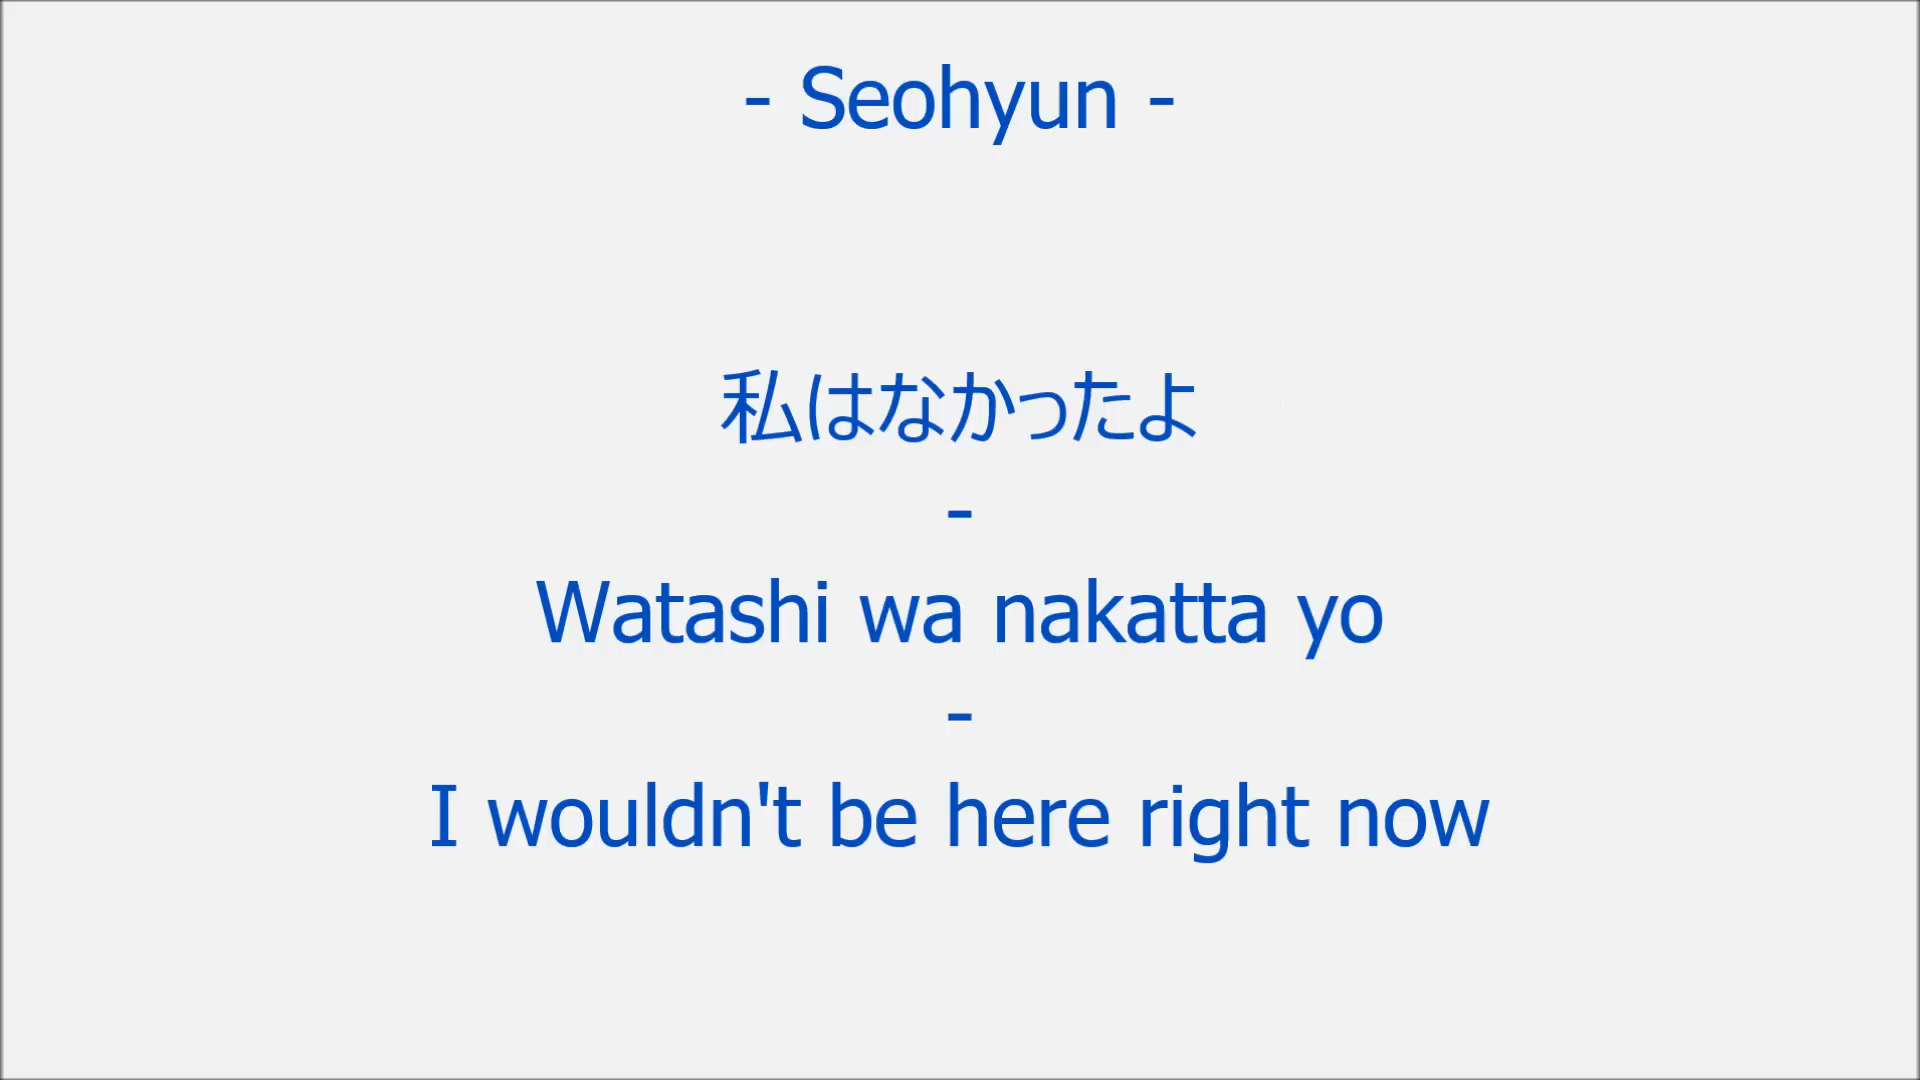 - Seohyun -
私はなかったよ
-
Watashi wa nakatta yo
-
I wouldn't be here right now